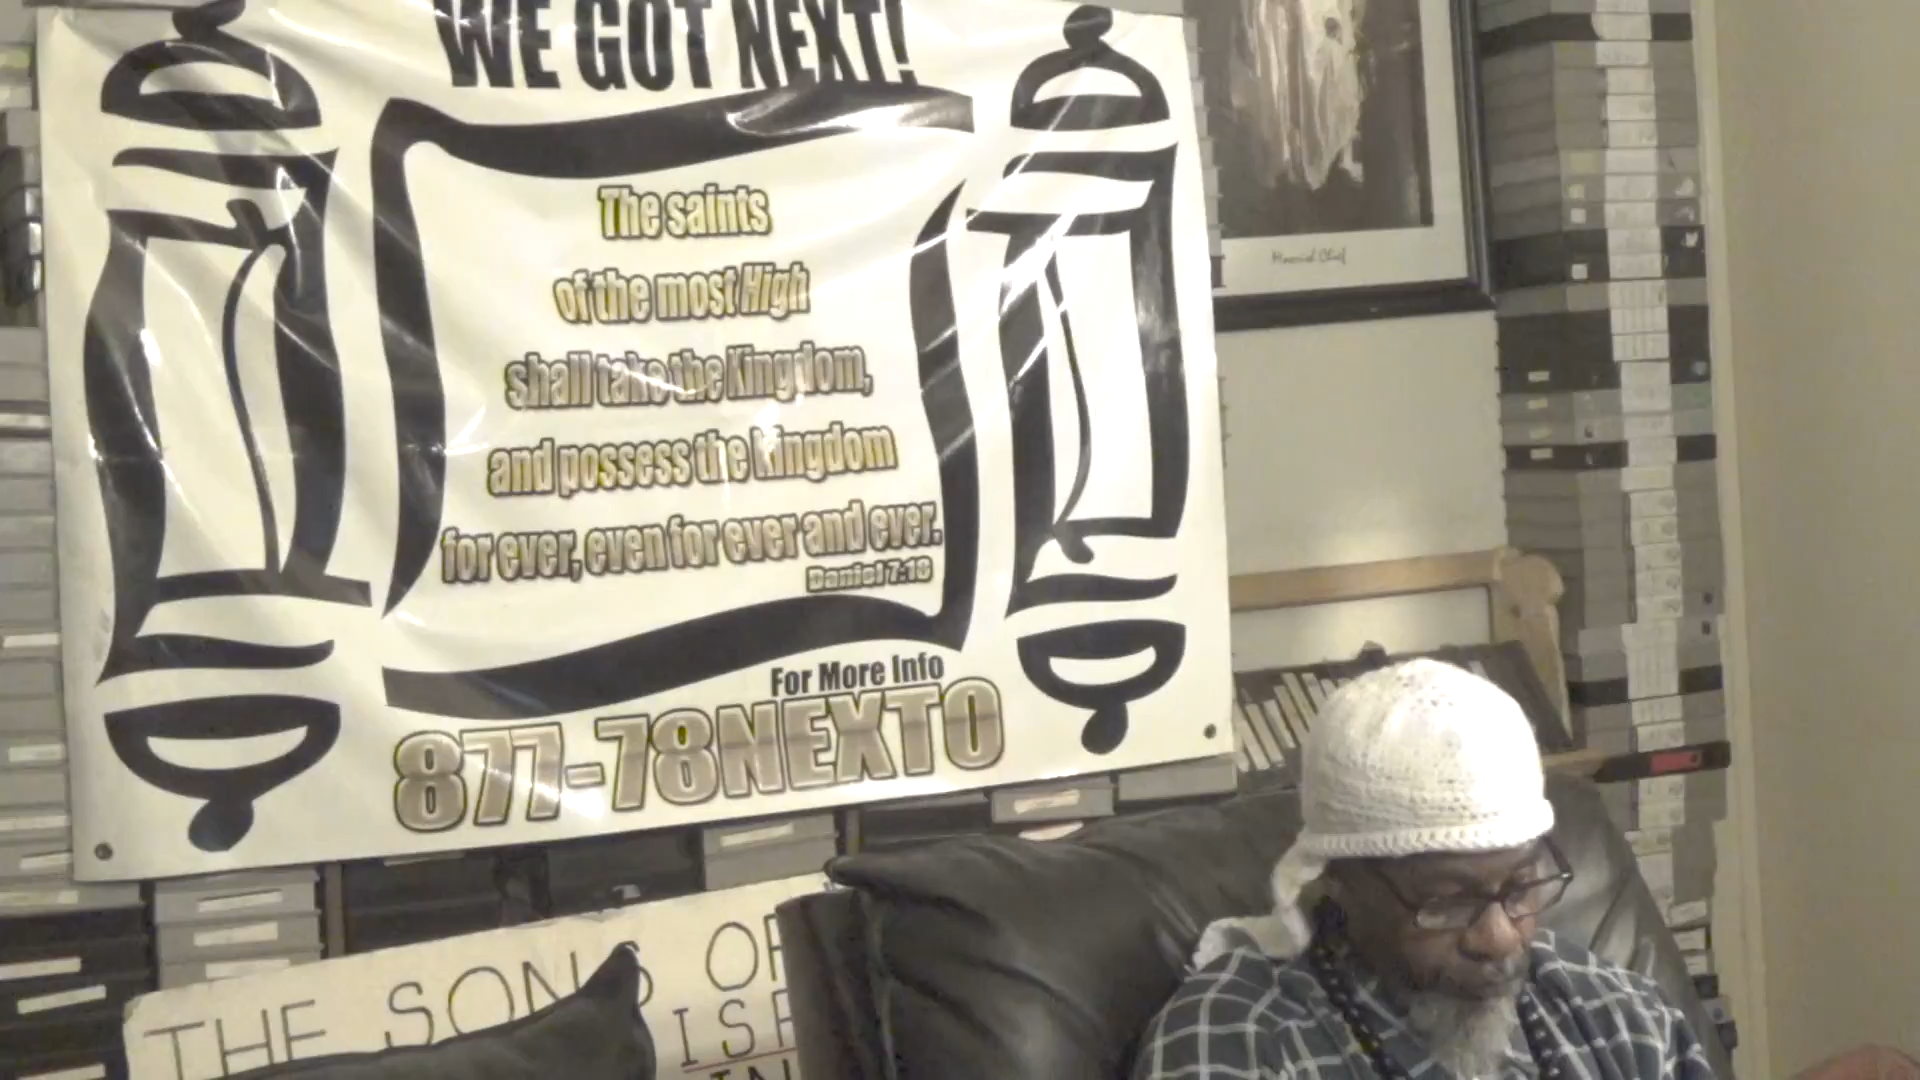 WE GOT NEXT!
The saints
of the most High
shall take the Kingdom,
and possess the kingdom
for ever, even for ever and ever.
Daniel 7:18
For More Info
877-78NEXTO
THE SONS OF